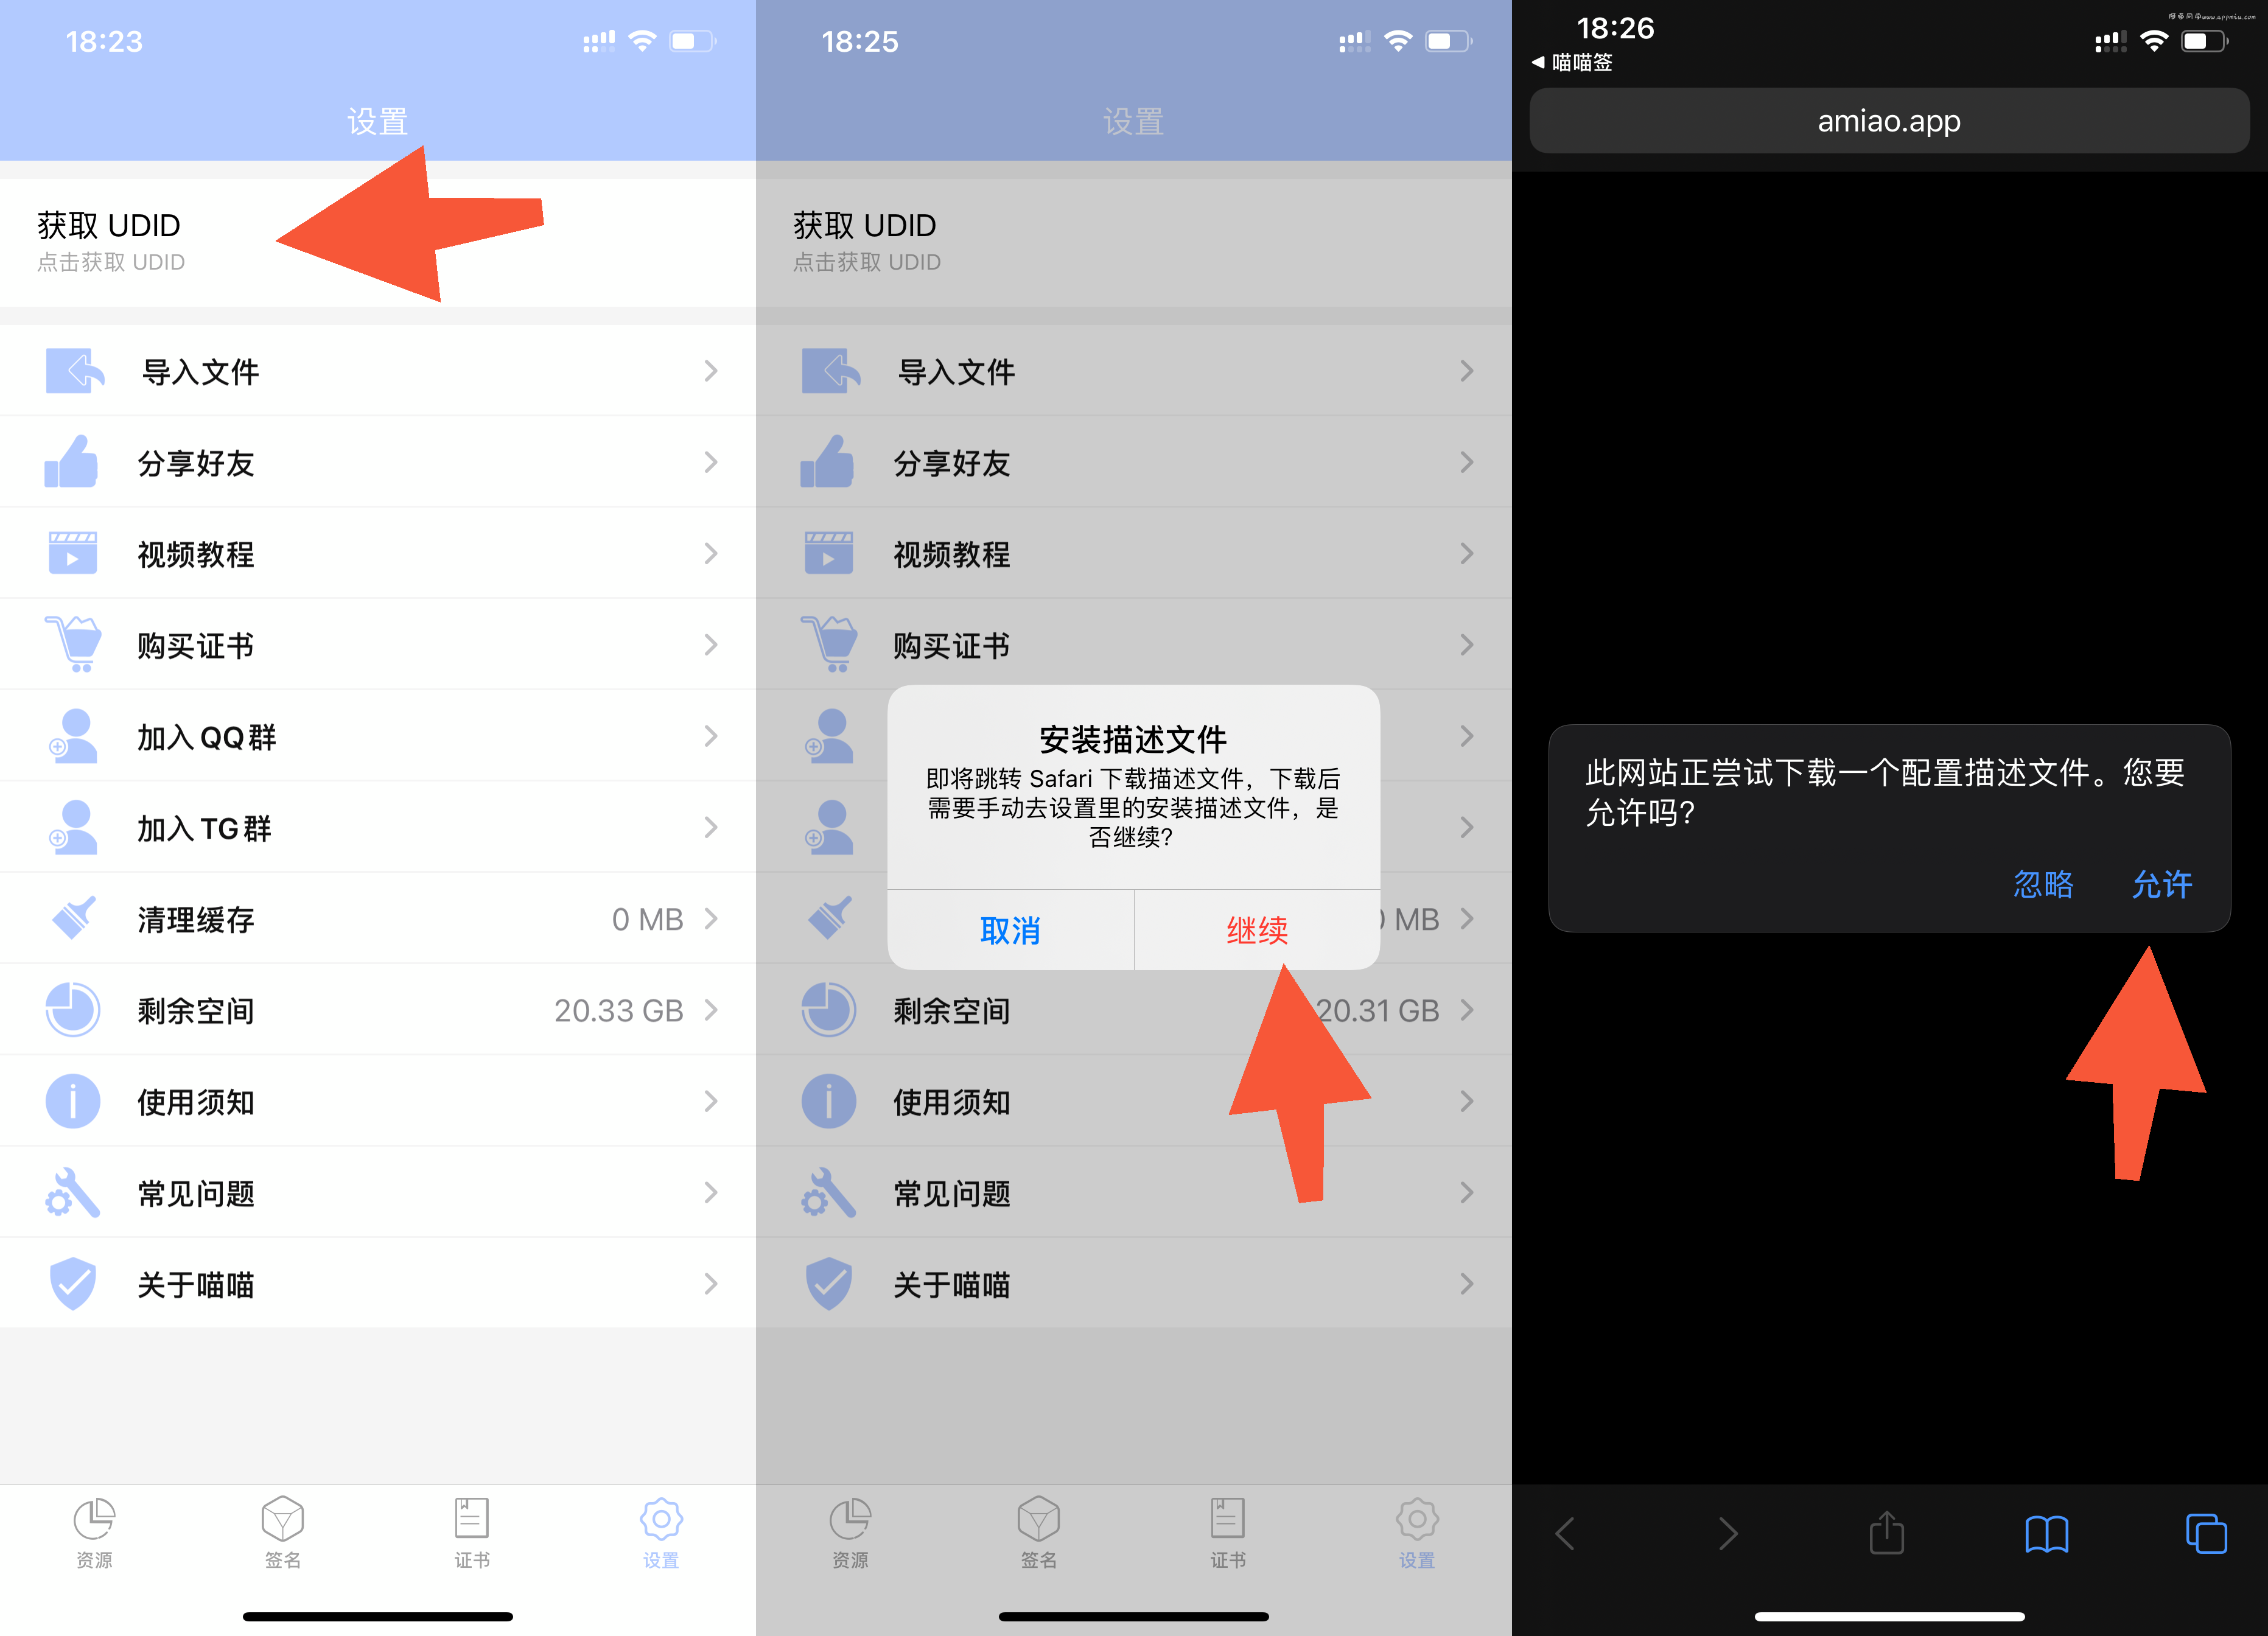 18:23
设置
获取 UDID
点击获取 UDID
导入文件
分享好友
视频教程
购买证书
加入QQ群
加入TG群
清理缓存 0 MB
剩余空间 20.33 GB
使用须知
常见问题
关于喵喵
资源 签名 证书 设置
18:25
设置
获取 UDID
点击获取 UDID
导入文件
分享好友
视频教程
购买证书
安装描述文件
即将跳转 Safari 下载描述文件，下载后
需要手动去设置里的安装描述文件，是
否继续？
取消 继续
MB
剩余空间 20.31 GB
使用须知
常见问题
关于喵喵
资源 签名 证书 设置
www.appmiu.com
18:26
喵喵签
amiao.app
此网站正尝试下载一个配置描述文件。您要
允许吗？
忽略 允许